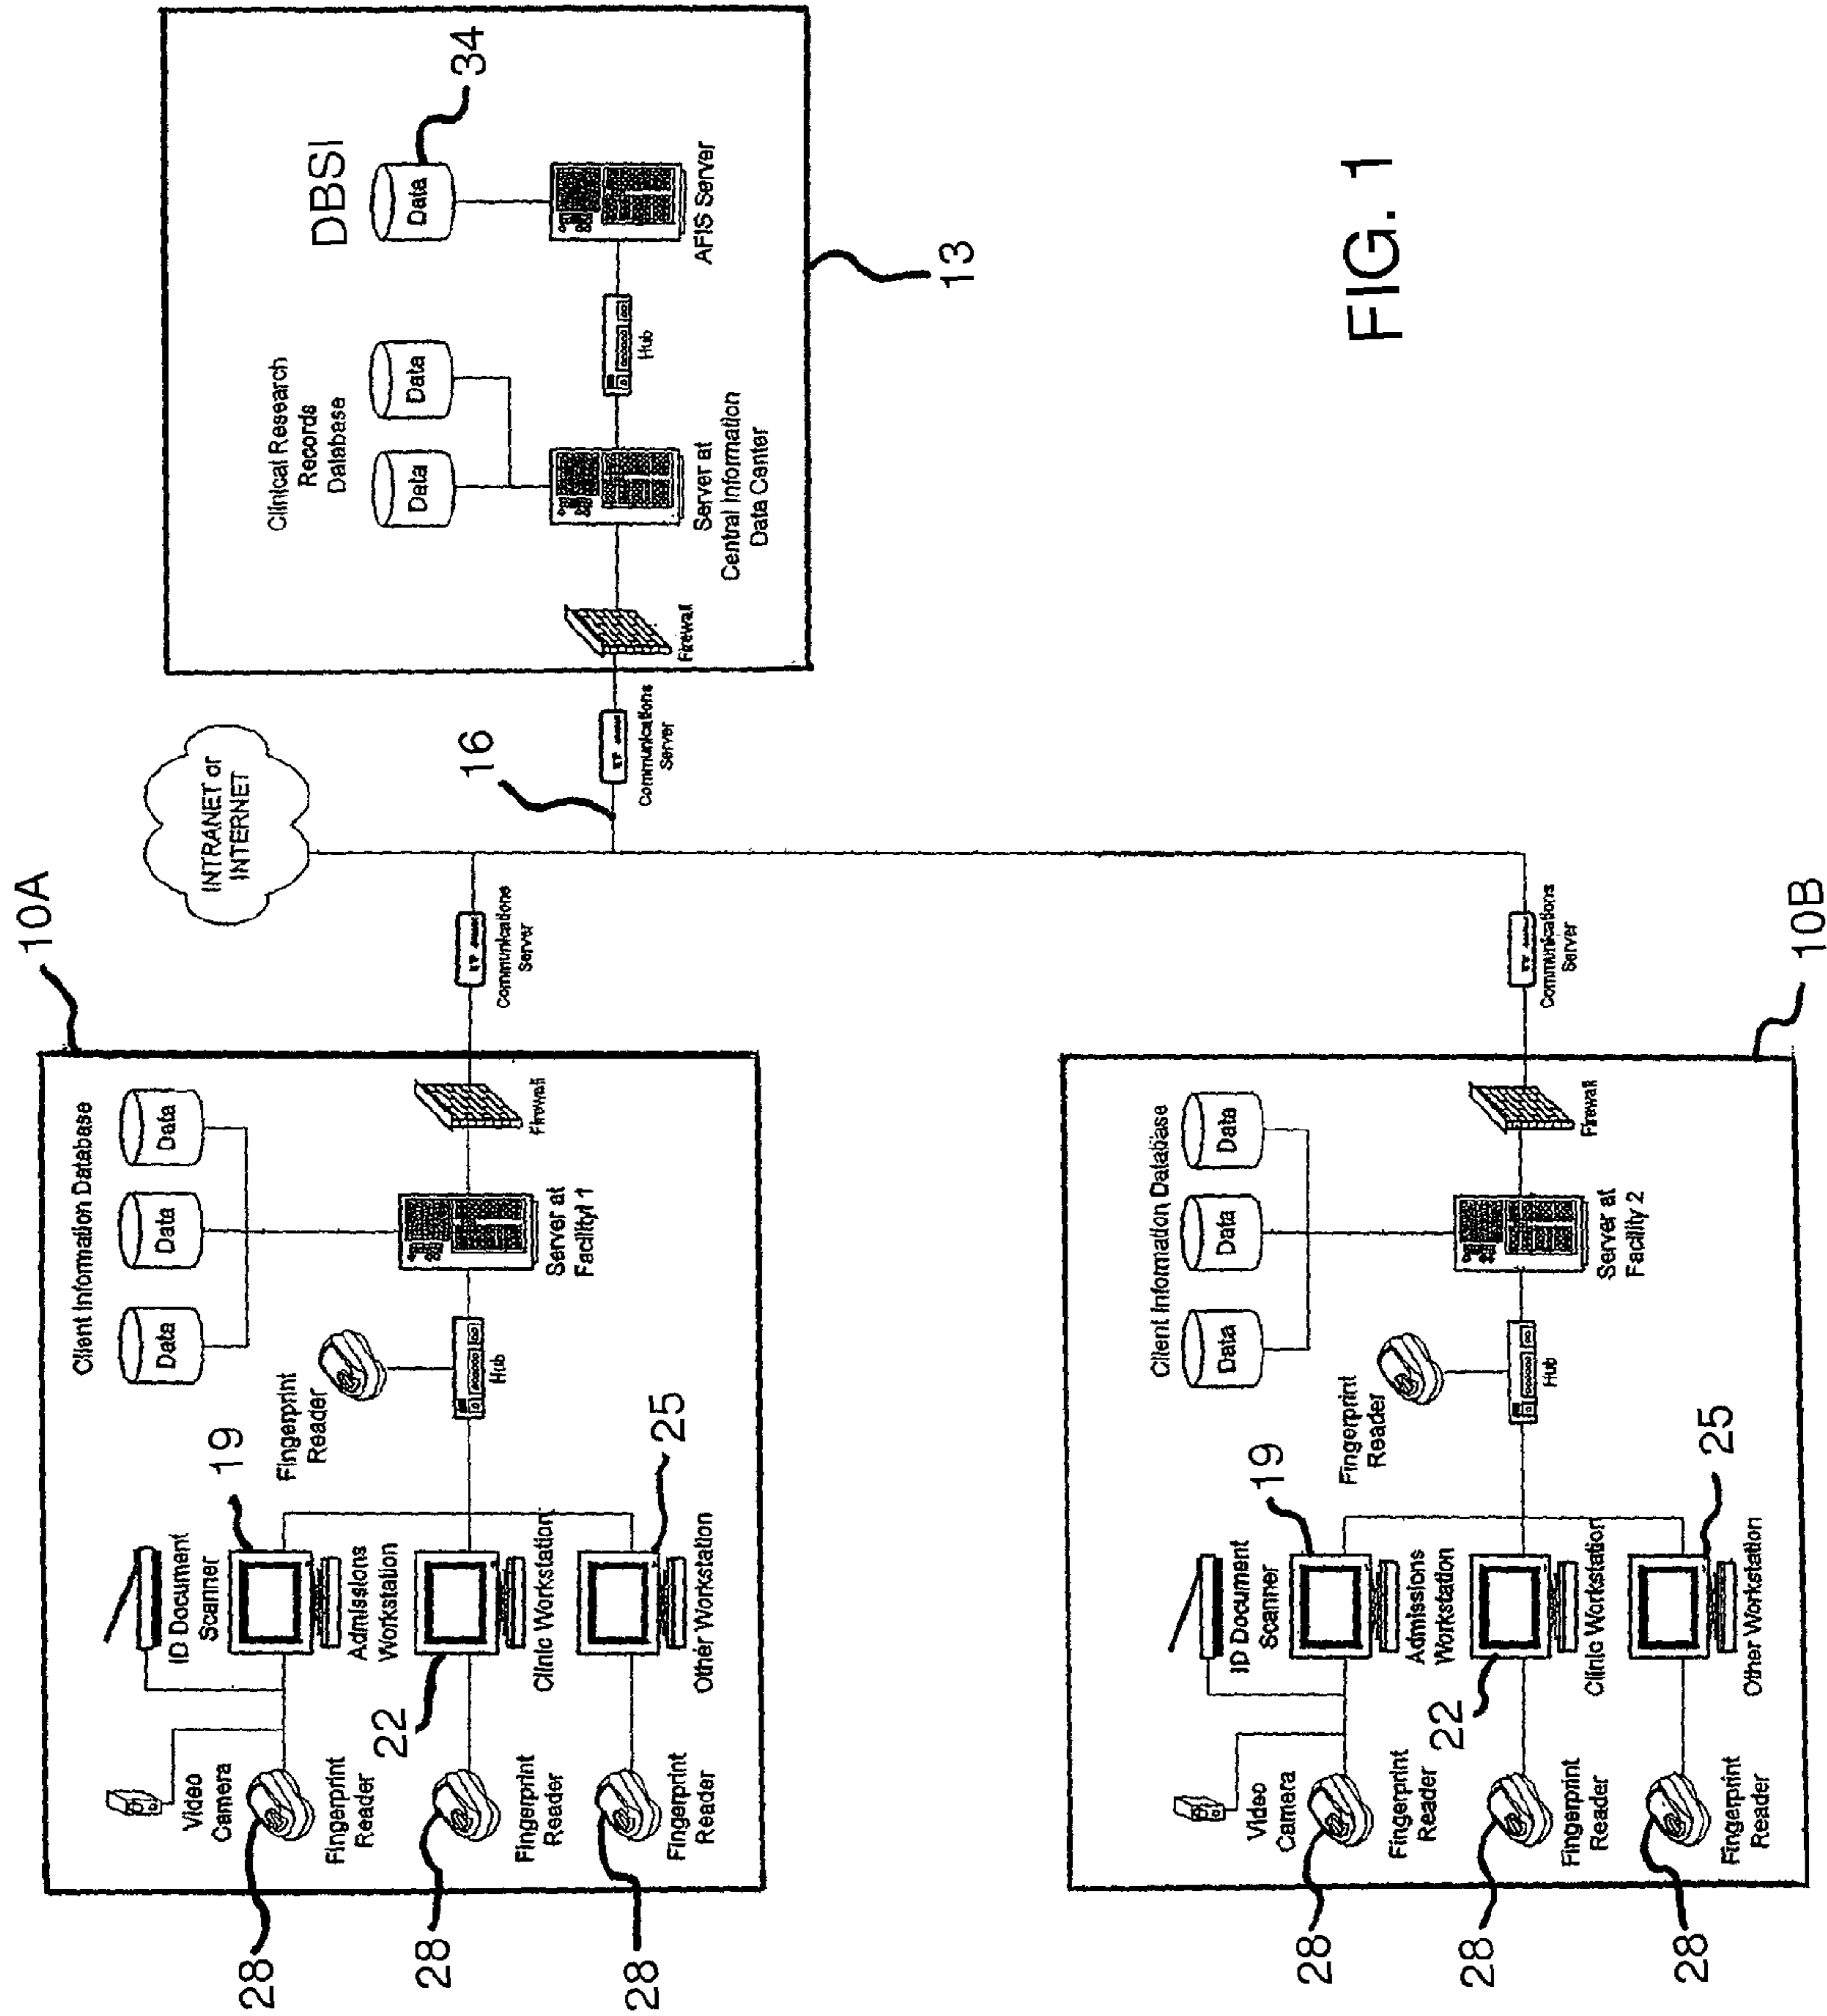 10A
Client Information Database
Data
Data
Data
ID Document
Scanner
19
Fingerprint
Reader
Video
Camera
Admissions
Workstation
28
Fingerprint
Reader
22
Clinic Workstation
28
Fingerprint
Reader
25
Other Workstation
28
Fingerprint
Reader
Hub
Server at
Facility 1
Firewall
Communications
Server
INTRANET or
INTERNET
16
Communications
Server
Clinical Research
Records
Database
Data
Data
DBSI
Data
34
Firewall
Server at
Central Information
Data Center
Hub
AFIS Server
13
10B
Client Information Database
Data
Data
Data
ID Document
Scanner
19
Fingerprint
Reader
Video
Camera
Admissions
Workstation
28
Fingerprint
Reader
22
Clinic Workstation
28
Fingerprint
Reader
25
Other Workstation
28
Fingerprint
Reader
Hub
Server at
Facility 2
Firewall
Communications
Server
FIG. 1